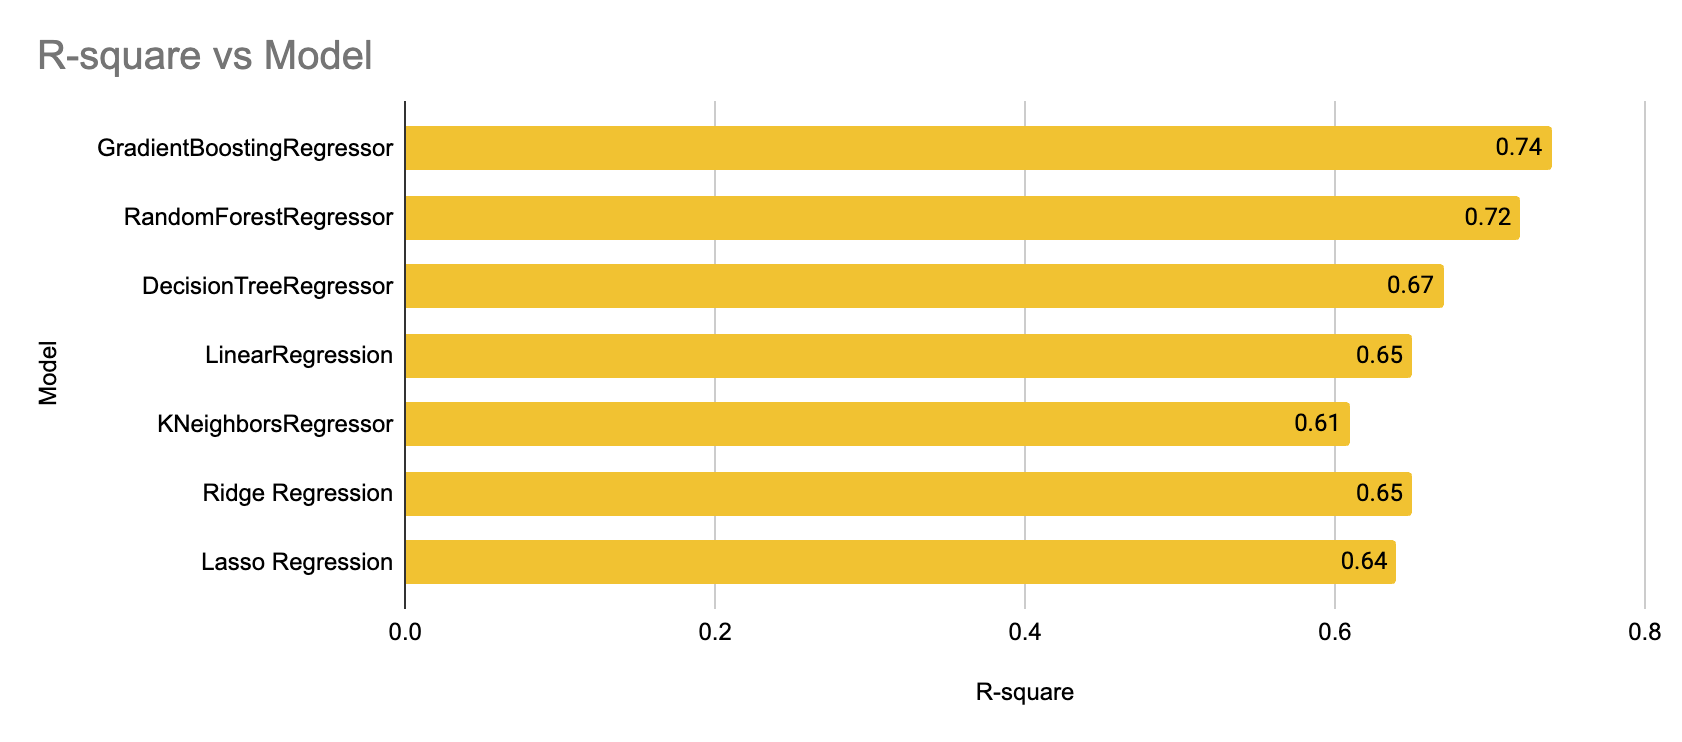 R-square vs Model
GradientBoostingRegressor 0.74
RandomForestRegressor 0.72
DecisionTreeRegressor 0.67
LinearRegression 0.65
KNeighborsRegressor 0.61
Ridge Regression 0.65
Lasso Regression 0.64
Model
0.0 0.2 0.4 0.6 0.8
R-square